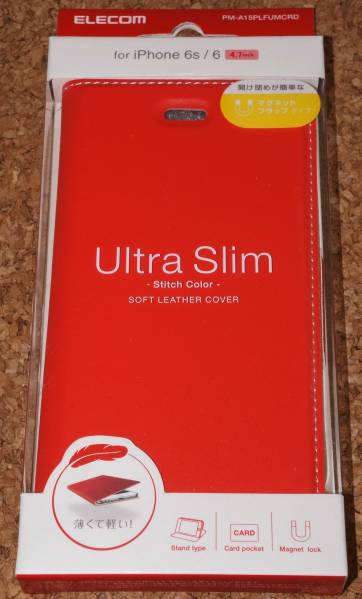 ELECOM
PM-A15PLFUMCRD
for iPhone 6s / 6 4.7inch
開け閉めが簡単な
マグネット
フラップタイプ
Ultra Slim
- Stitch Color -
SOFT LEATHER COVER
薄くて軽い!
CARD
Stand type
Card pocket
Magnet lock